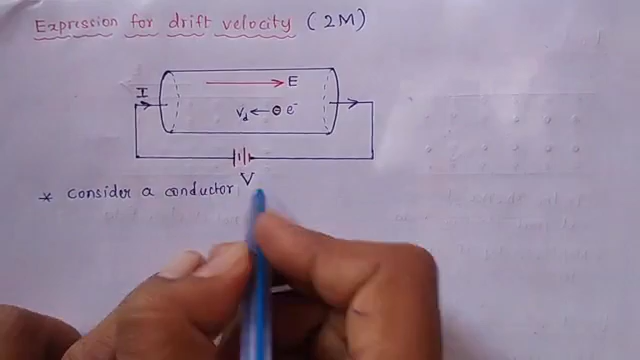 Expression for drift velocity (2M)
E
I
Vd ← ⊖ e⁻
V
* Consider a conductor